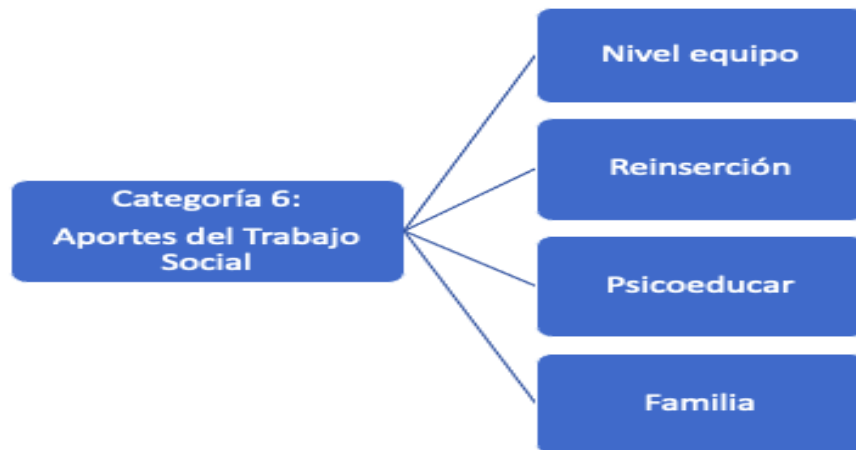 Categoría 6:
Aportes del Trabajo
Social
Nivel equipo
Reinserción
Psicoeducar
Familia